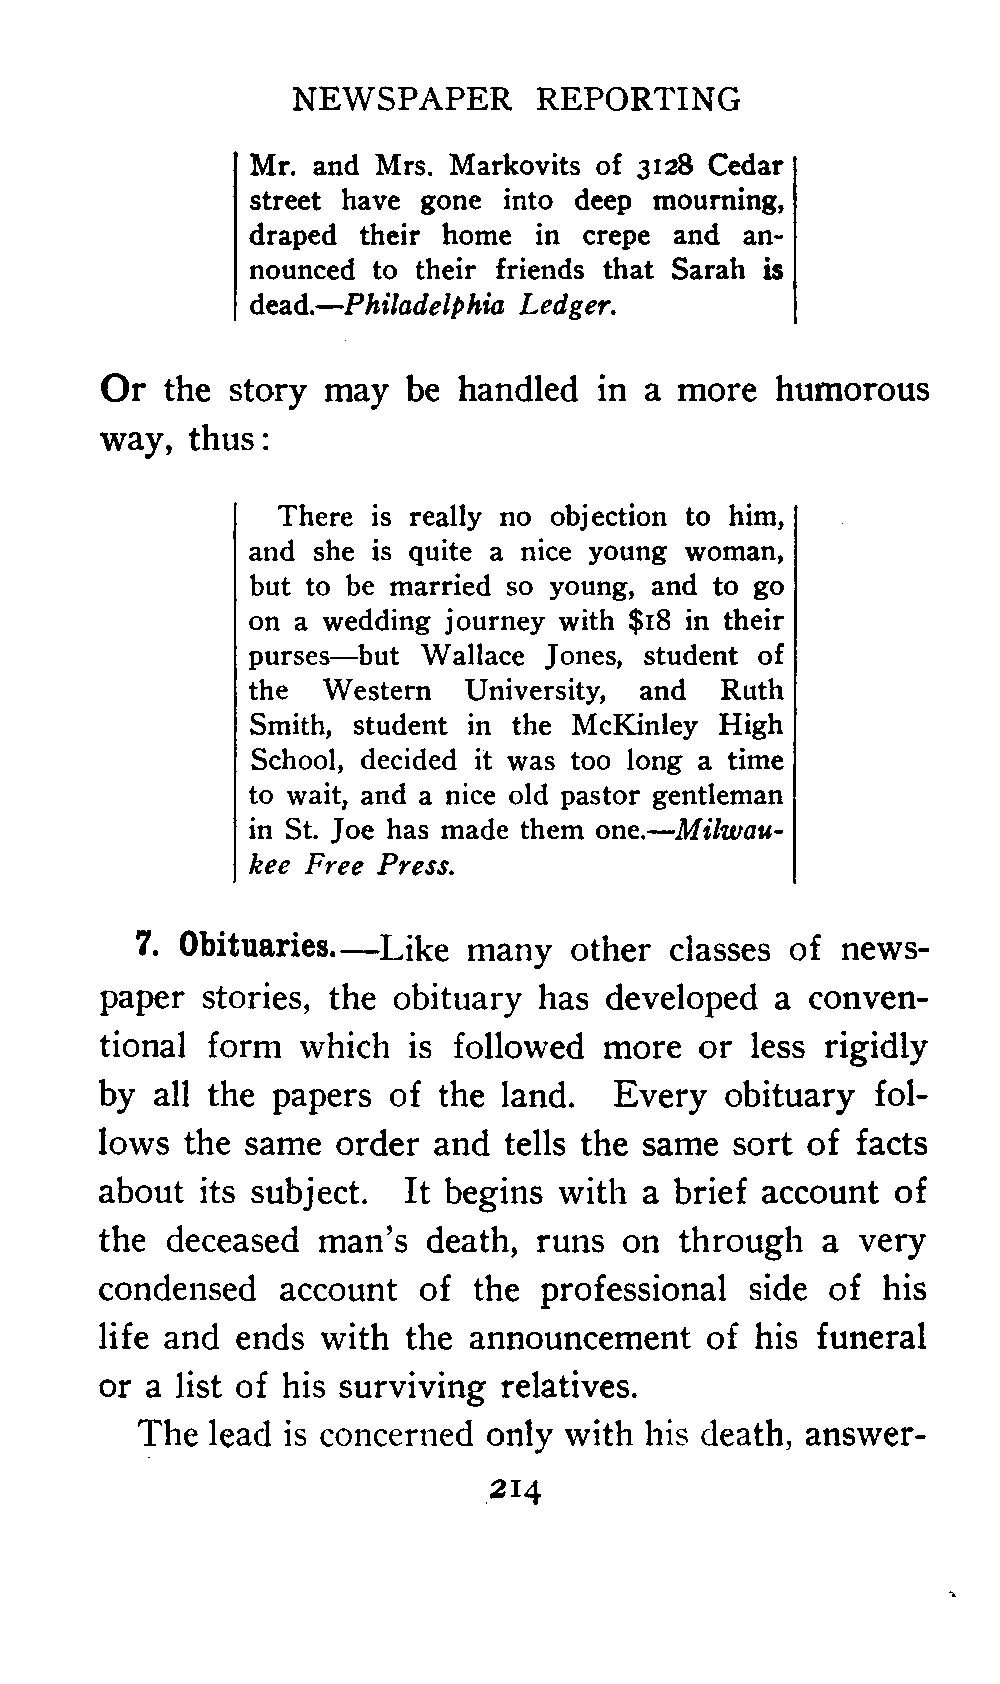 NEWSPAPER REPORTING
Mr. and Mrs. Markovits of 3128 Cedar
street have gone into deep mourning,
draped their home in crepe and an-
nounced to their friends that Sarah is
dead.—Philadelphia Ledger.
Or the story may be handled in a more humorous
way, thus:
There is really no objection to him,
and she is quite a nice young woman,
but to be married so young, and to go
on a wedding journey with $18 in their
purses—but Wallace Jones, student of
the Western University, and Ruth
Smith, student in the McKinley High
School, decided it was too long a time
to wait, and a nice old pastor gentleman
in St. Joe has made them one.—Milwau-
kee Free Press.
7. Obituaries.—Like many other classes of news-
paper stories, the obituary has developed a conven-
tional form which is followed more or less rigidly
by all the papers of the land. Every obituary fol-
lows the same order and tells the same sort of facts
about its subject. It begins with a brief account of
the deceased man's death, runs on through a very
condensed account of the professional side of his
life and ends with the announcement of his funeral
or a list of his surviving relatives.
The lead is concerned only with his death, answer-
214